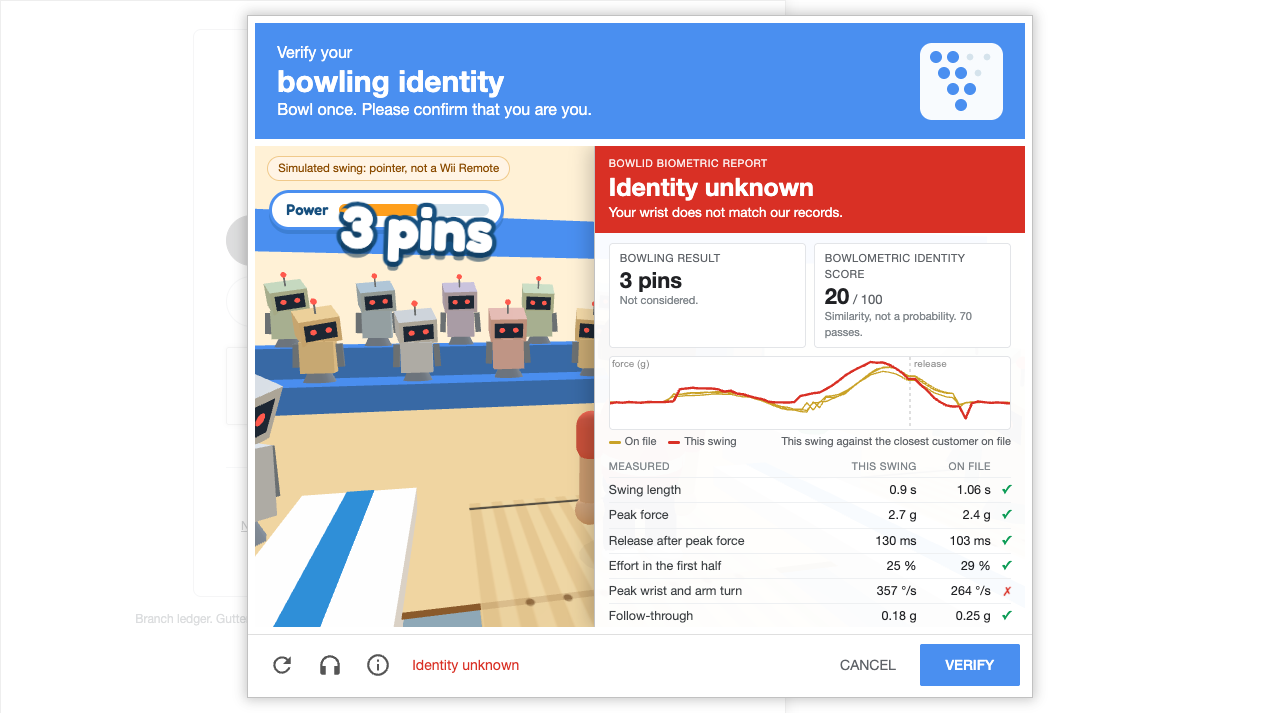 Verify your
bowling identity
Bowl once. Please confirm that you are you.
Simulated swing: pointer, not a Wii Remote
Power
3 pins
BOWLID BIOMETRIC REPORT
Identity unknown
Your wrist does not match our records.
BOWLING RESULT
3 pins
Not considered.
BOWLOMETRIC IDENTITY
SCORE
20 / 100
Similarity, not a probability. 70
passes.
force (g)
release
On file
This swing
This swing against the closest customer on file
MEASURED THIS SWING ON FILE
Swing length 0.9 s 1.06 s ✓
Peak force 2.7 g 2.4 g ✓
Release after peak force 130 ms 103 ms ✓
Effort in the first half 25 % 29 % ✓
Peak wrist and arm turn 357 °/s 264 °/s ✗
Follow-through 0.18 g 0.25 g ✓
Branch ledger. Gutte
N
Identity unknown
CANCEL
VERIFY